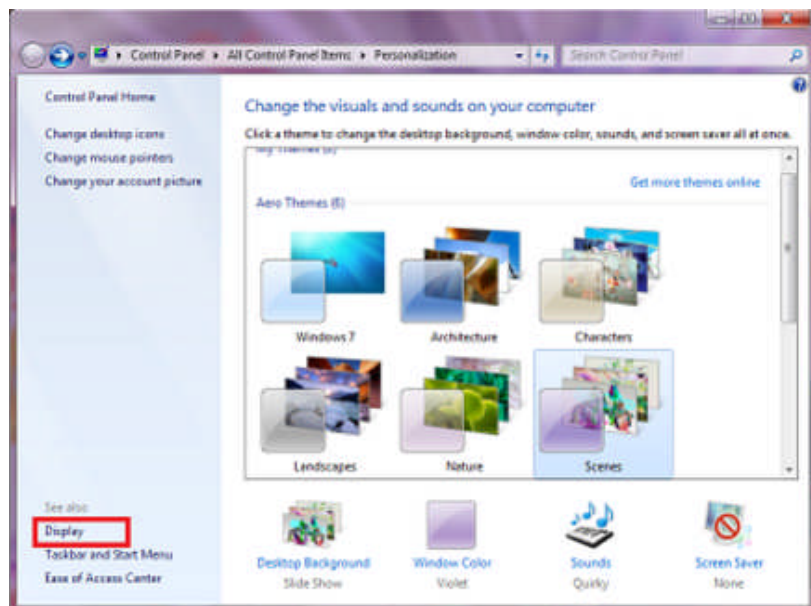 Control Panel ▸ All Control Panel Items ▸ Personalization
Search Control Panel
Control Panel Home
Change desktop icons
Change mouse pointers
Change your account picture
See also
Display
Taskbar and Start Menu
Ease of Access Center
Change the visuals and sounds on your computer
Click a theme to change the desktop background, window color, sounds, and screen saver all at once.
My Themes
Get more themes online
Aero Themes (6)
Windows 7
Architecture
Characters
Landscapes
Nature
Scenes
Desktop Background
Slide Show
Window Color
Violet
Sounds
Quirky
Screen Saver
None